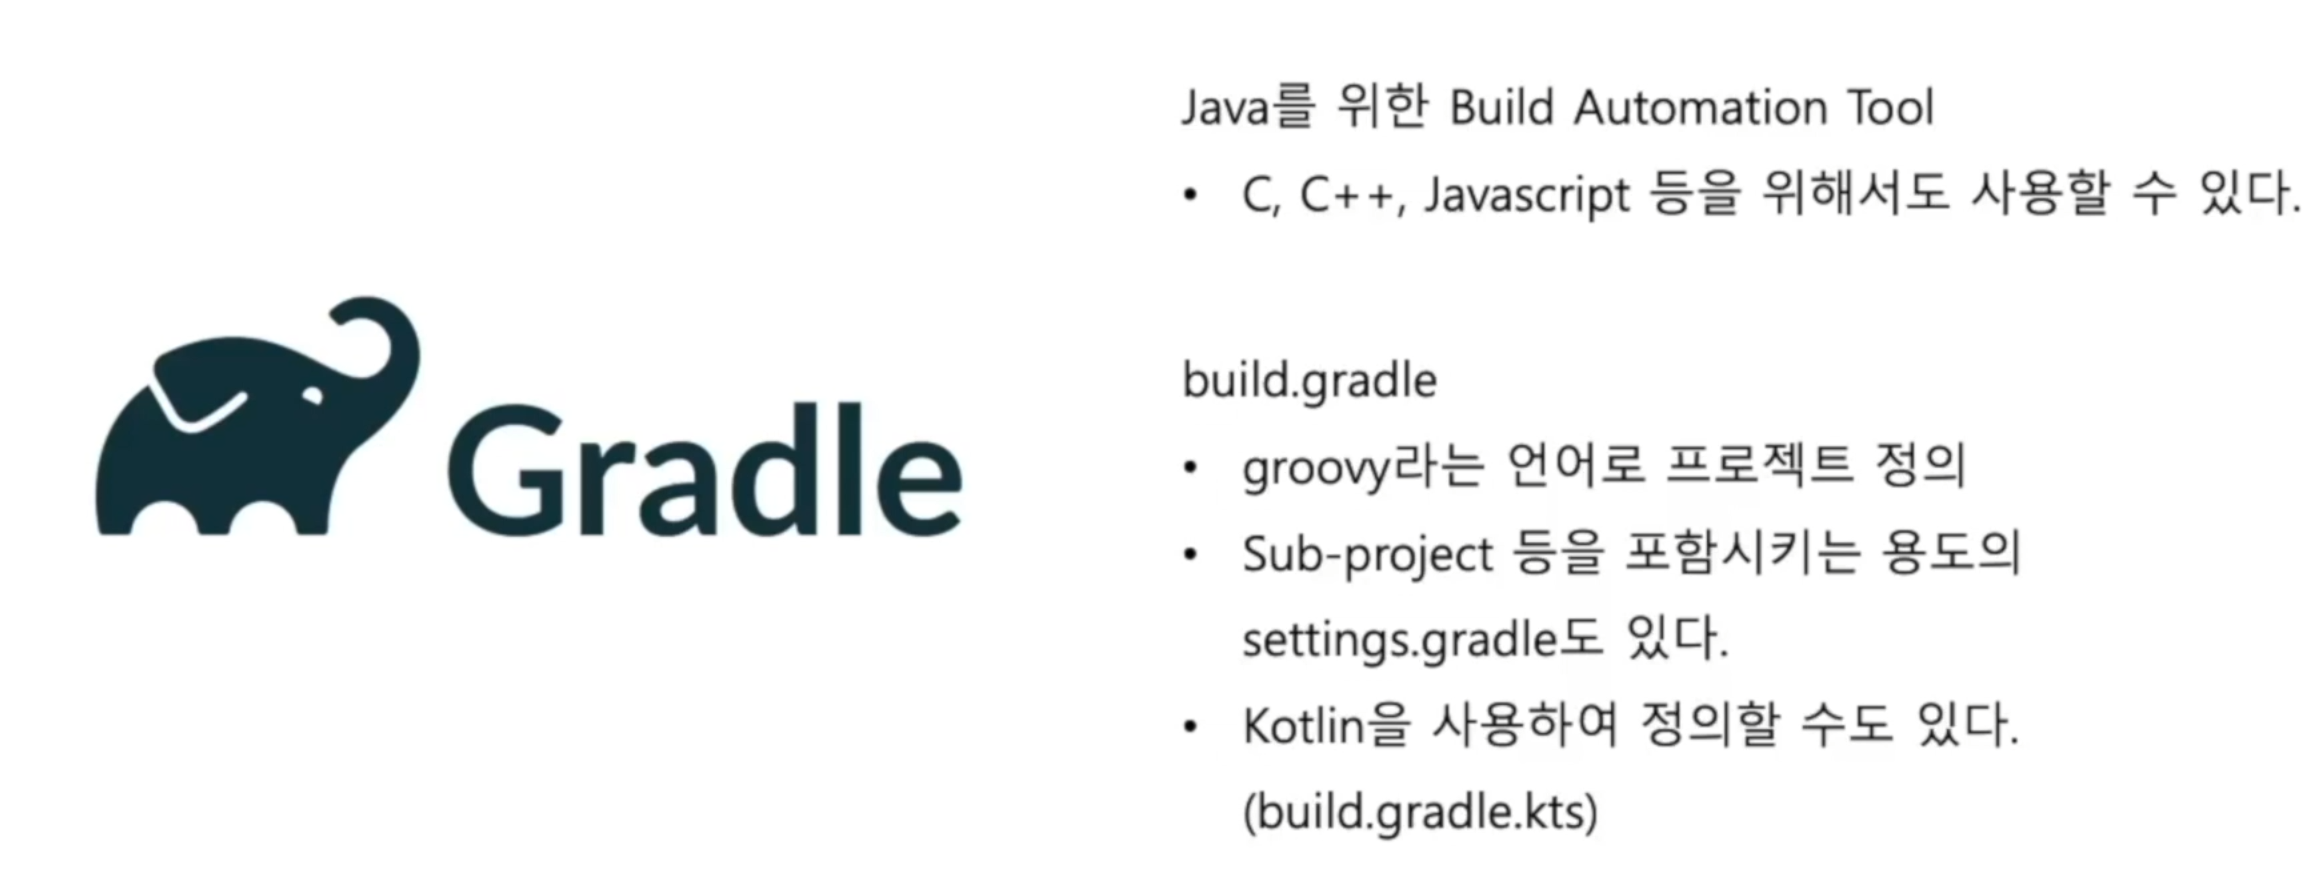 Gradle
Java를 위한 Build Automation Tool
• C, C++, Javascript 등을 위해서도 사용할 수 있다.
build.gradle
• groovy라는 언어로 프로젝트 정의
• Sub-project 등을 포함시키는 용도의
settings.gradle도 있다.
• Kotlin을 사용하여 정의할 수도 있다.
(build.gradle.kts)